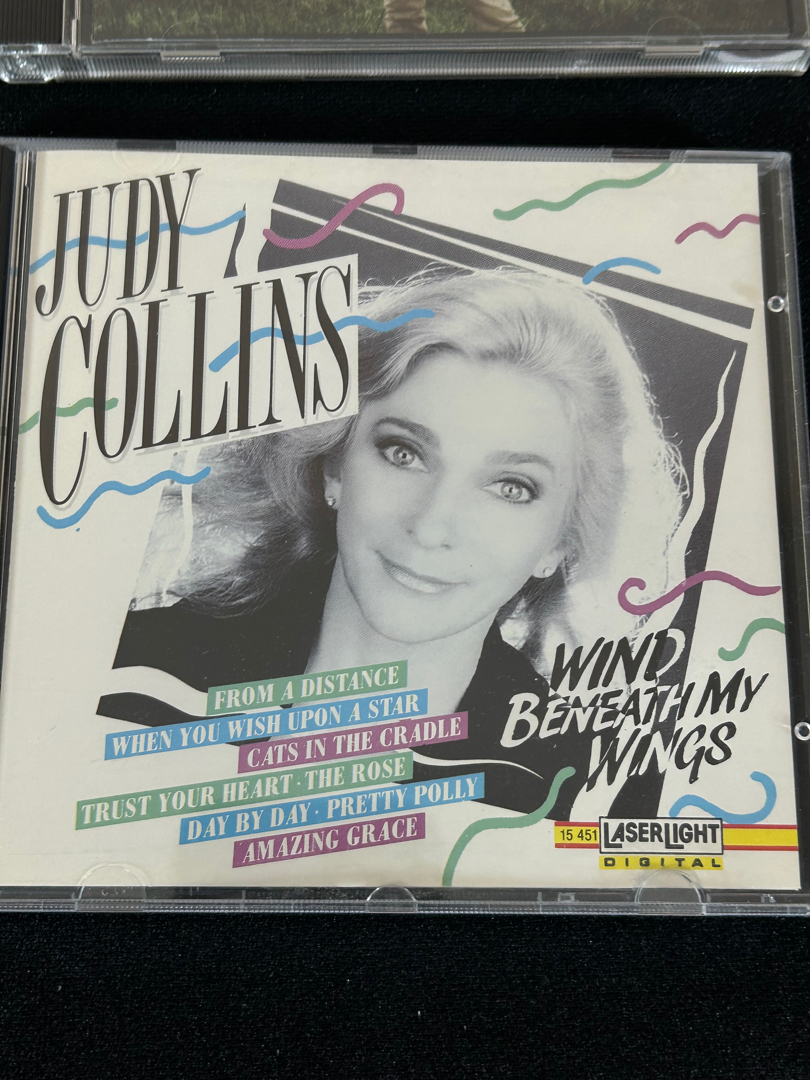 JUDY
COLLINS
FROM A DISTANCE
WHEN YOU WISH UPON A STAR
CATS IN THE CRADLE
TRUST YOUR HEART · THE ROSE
DAY BY DAY · PRETTY POLLY
AMAZING GRACE
WIND
BENEATH MY
WINGS
15 451 LASERLIGHT
DIGITAL